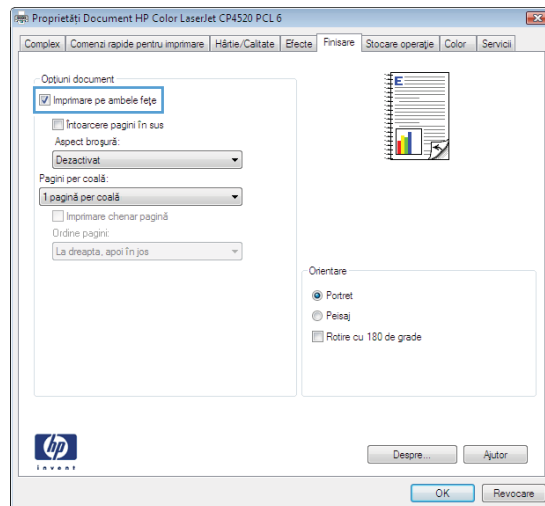 Proprietăți Document HP Color LaserJet CP4520 PCL 6
Complex
Comenzi rapide pentru imprimare
Hârtie/Calitate
Efecte
Finisare
Stocare operaţie
Color
Servicii
Opţiuni document
Imprimare pe ambele feţe
Întoarcere pagini în sus
Aspect broşură:
Dezactivat
Pagini per coală:
1 pagină per coală
Imprimare chenar pagină
Ordine pagini:
La dreapta, apoi în jos
E
Orientare
Portret
Peisaj
Rotire cu 180 de grade
hp
invent
Despre...
Ajutor
OK
Revocare